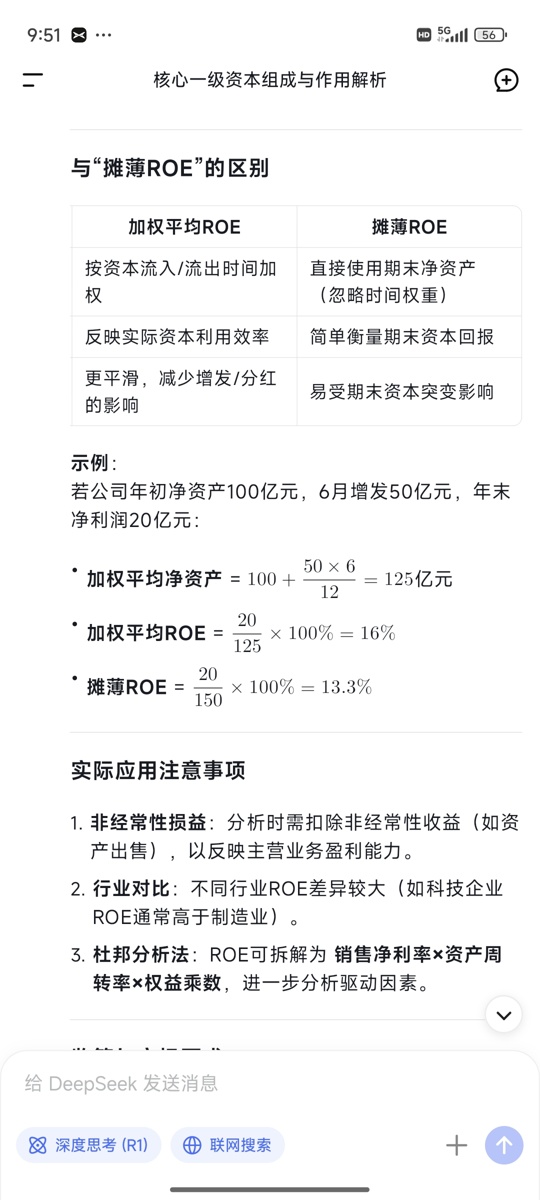 9:51 ··· HD 5G 56
核心一级资本组成与作用解析
与“摊薄ROE”的区别
加权平均ROE 摊薄ROE
按资本流入/流出时间加权 直接使用期末净资产（忽略时间权重）
反映实际资本利用效率 简单衡量期末资本回报
更平滑，减少增发/分红的影响 易受期末资本突变影响
示例：
若公司年初净资产100亿元，6月增发50亿元，年末
净利润20亿元：
• 加权平均净资产 = 100 + \frac{50 × 6}{12} = 125亿元
• 加权平均ROE = \frac{20}{125} × 100% = 16%
• 摊薄ROE = \frac{20}{150} × 100% = 13.3%
实际应用注意事项
1. 非经常性损益：分析时需扣除非经常性收益（如资
产出售），以反映主营业务盈利能力。
2. 行业对比：不同行业ROE差异较大（如科技企业
ROE通常高于制造业）。
3. 杜邦分析法：ROE可拆解为 销售净利率×资产周
转率×权益乘数，进一步分析驱动因素。
给 DeepSeek 发送消息
深度思考 (R1) 联网搜索